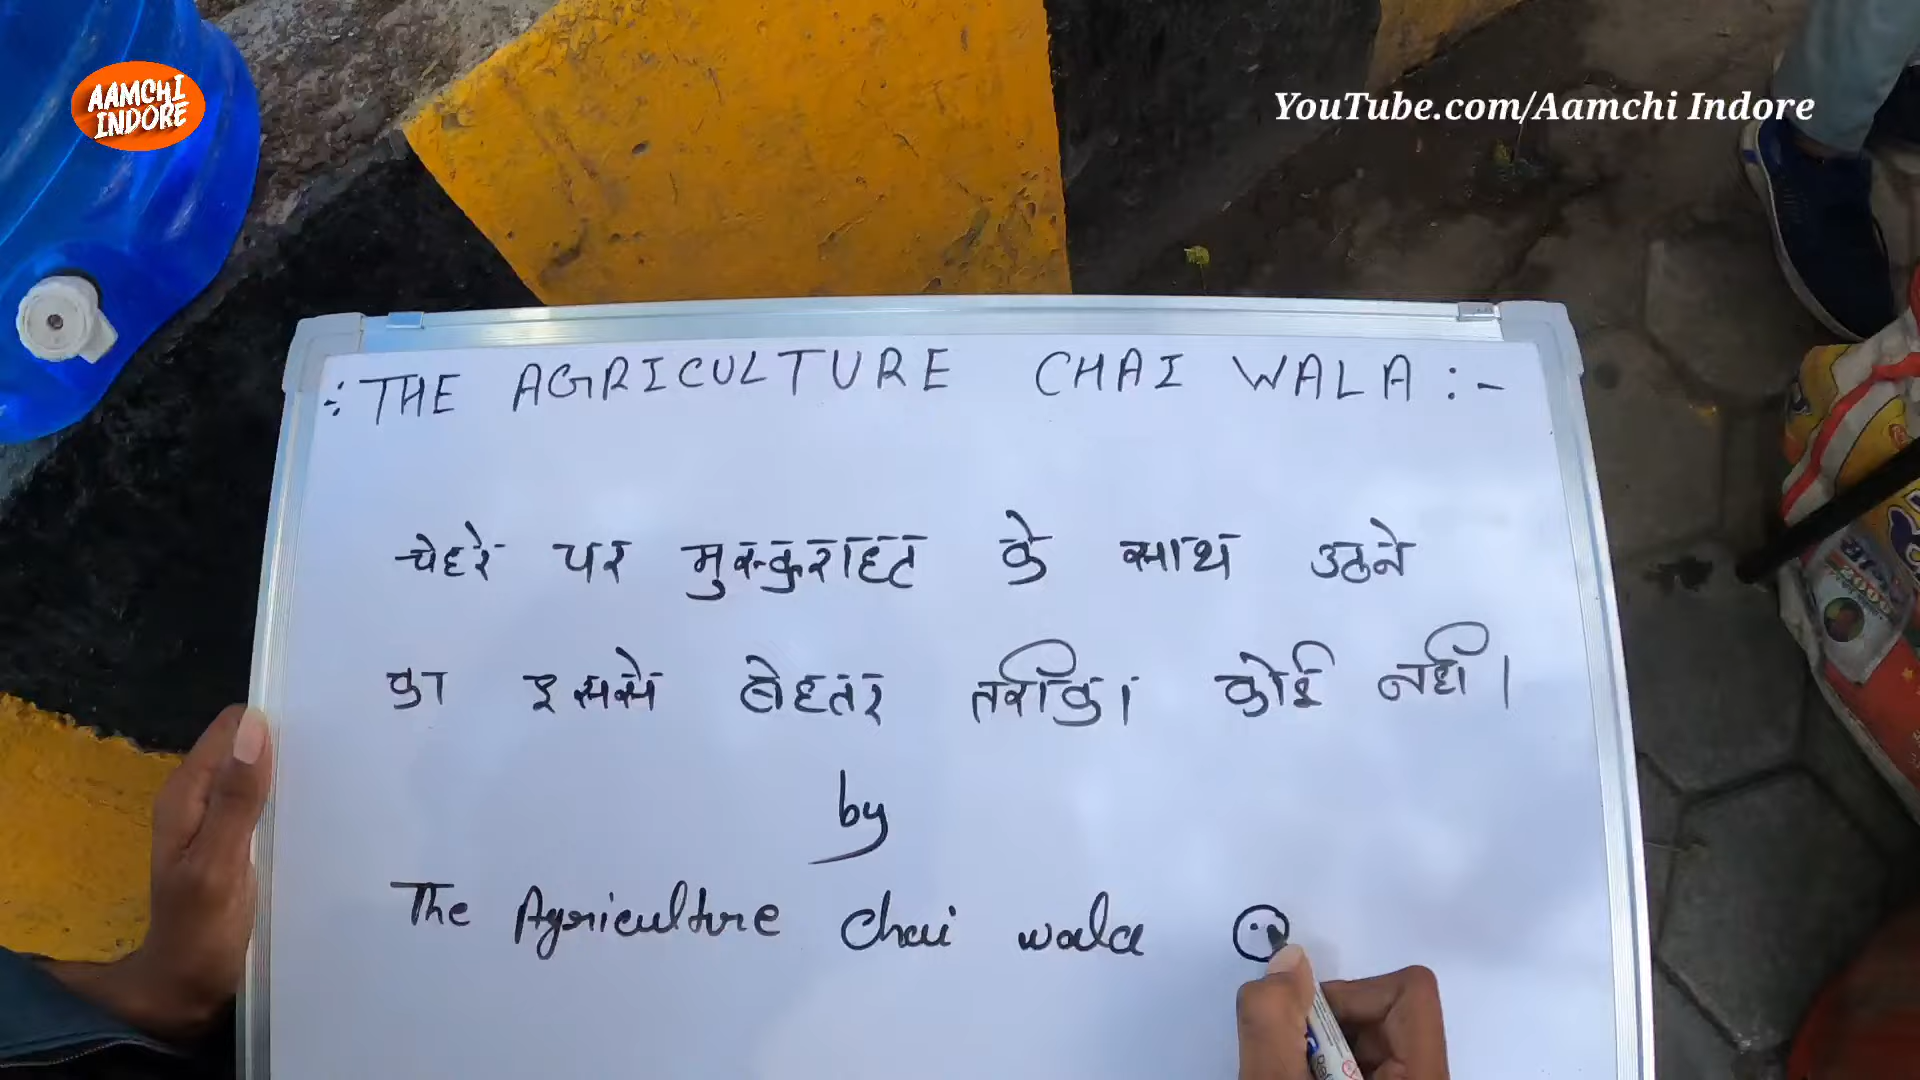 AAMCHI
INDORE
YouTube.com/Aamchi Indore
:- THE AGRICULTURE CHAI WALA :-
चेहरे पर मुस्कुराहट के साथ उठने
का इससे बेहतर तरीका कोई नहीं।
by
The Agriculture Chai wala